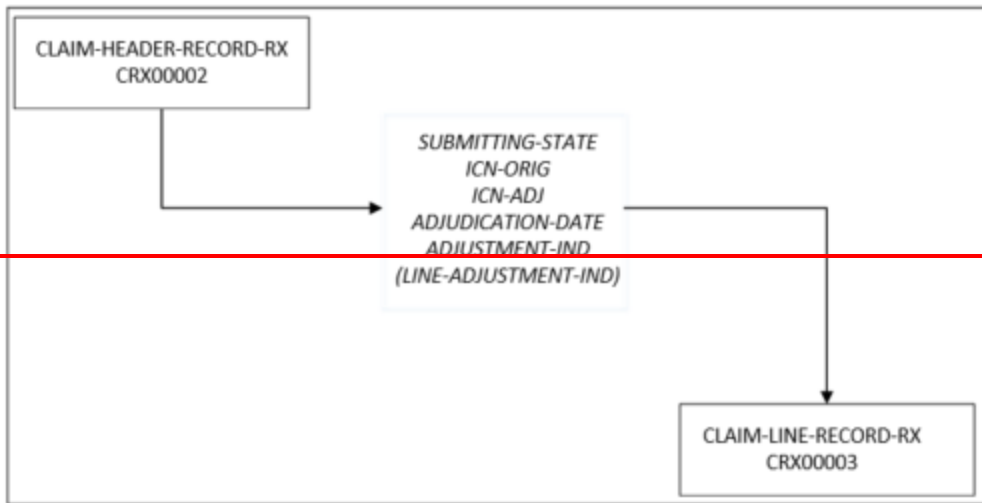 CLAIM-HEADER-RECORD-RX
CRX00002
SUBMITTING-STATE
ICN-ORIG
ICN-ADJ
ADJUDICATION-DATE
ADJUSTMENT-IND
(LINE-ADJUSTMENT-IND)
CLAIM-LINE-RECORD-RX
CRX00003